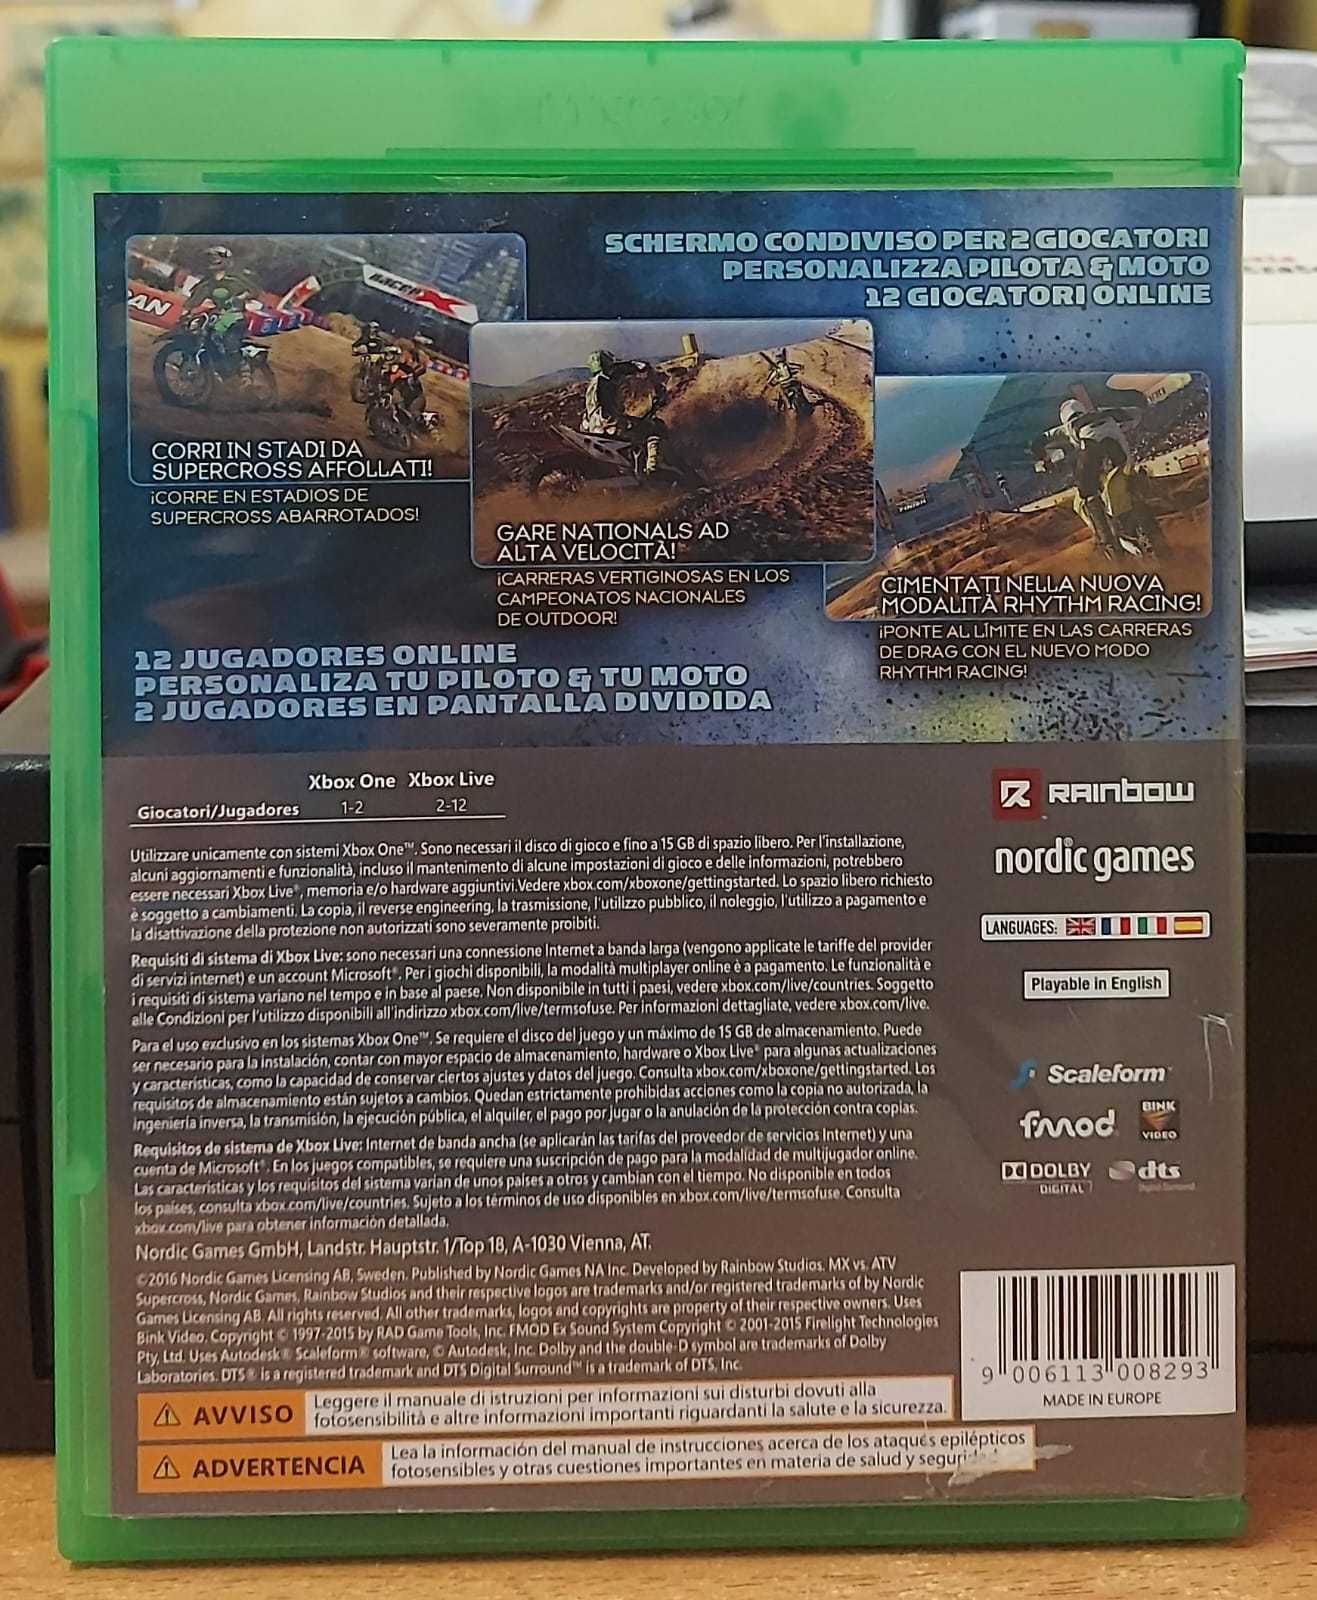 SCHERMO CONDIVISO PER 2 GIOCATORI
PERSONALIZZA PILOTA & MOTO
12 GIOCATORI ONLINE
RACER X
CORRI IN STADI DA
SUPERCROSS AFFOLLATI!
¡CORRE EN ESTADIOS DE
SUPERCROSS ABARROTADOS!
GARE NATIONALS AD
ALTA VELOCITÀ!
¡CARRERAS VERTIGINOSAS EN LOS
CAMPEONATOS NACIONALES
DE OUTDOOR!
FINISH
CIMENTATI NELLA NUOVA
MODALITÀ RHYTHM RACING!
¡PONTE AL LÍMITE EN LAS CARRERAS
DE DRAG CON EL NUEVO MODO
RHYTHM RACING!
12 JUGADORES ONLINE
PERSONALIZA TU PILOTO & TU MOTO
2 JUGADORES EN PANTALLA DIVIDIDA
Xbox One Xbox Live
Giocatori/Jugadores 1-2 2-12
Utilizzare unicamente con sistemi Xbox One™. Sono necessari il disco di gioco e fino a 15 GB di spazio libero. Per l'installazione,
alcuni aggiornamenti e funzionalità, incluso il mantenimento di alcune impostazioni di gioco e delle informazioni, potrebbero
essere necessari Xbox Live®, memoria e/o hardware aggiuntivi.Vedere xbox.com/xboxone/gettingstarted. Lo spazio libero richiesto
è soggetto a cambiamenti. La copia, il reverse engineering, la trasmissione, l'utilizzo pubblico, il noleggio, l'utilizzo a pagamento e
la disattivazione della protezione non autorizzati sono severamente proibiti.
Requisiti di sistema di Xbox Live: sono necessari una connessione Internet a banda larga (vengono applicate le tariffe del provider
di servizi internet) e un account Microsoft®. Per i giochi disponibili, la modalità multiplayer online è a pagamento. Le funzionalità e
i requisiti di sistema variano nel tempo e in base al paese. Non disponibile in tutti i paesi, vedere xbox.com/live/countries. Soggetto
alle Condizioni per l'utilizzo disponibili all'indirizzo xbox.com/live/termsofuse. Per informazioni dettagliate, vedere xbox.com/live.
Para el uso exclusivo en los sistemas Xbox One™. Se requiere el disco del juego y un máximo de 15 GB de almacenamiento. Puede
ser necesario para la instalación, contar con mayor espacio de almacenamiento, hardware o Xbox Live® para algunas actualizaciones
y características, como la capacidad de conservar ciertos ajustes y datos del juego. Consulta xbox.com/xboxone/gettingstarted. Los
requisitos de almacenamiento están sujetos a cambios. Quedan estrictamente prohibidas acciones como la copia no autorizada, la
ingeniería inversa, la transmisión, la ejecución pública, el alquiler, el pago por jugar o la anulación de la protección contra copias.
Requisitos de sistema de Xbox Live: Internet de banda ancha (se aplicarán las tarifas del proveedor de servicios Internet) y una
cuenta de Microsoft®. En los juegos compatibles, se requiere una suscripción de pago para la modalidad de multijugador online.
Las características y los requisitos del sistema varían de unos países a otros y cambian con el tiempo. No disponible en todos
los países, consulta xbox.com/live/countries. Sujeto a los términos de uso disponibles en xbox.com/live/termsofuse. Consulta
xbox.com/live para obtener información detallada.
Nordic Games GmbH, Landstr. Hauptstr. 1/Top 18, A-1030 Vienna, AT.
©2016 Nordic Games Licensing AB, Sweden. Published by Nordic Games NA Inc. Developed by Rainbow Studios. MX vs. ATV
Supercross, Nordic Games, Rainbow Studios and their respective logos are trademarks and/or registered trademarks of by Nordic
Games Licensing AB. All rights reserved. All other trademarks, logos and copyrights are property of their respective owners. Uses
Bink Video. Copyright © 1997-2015 by RAD Game Tools, Inc. FMOD Ex Sound System Copyright © 2001-2015 Firelight Technologies
Pty, Ltd. Uses Autodesk® Scaleform® software, © Autodesk, Inc. Dolby and the double-D symbol are trademarks of Dolby
Laboratories. DTS® is a registered trademark and DTS Digital Surround™ is a trademark of DTS, Inc.
RAINBOW
nordic games
LANGUAGES:
Playable in English
Scaleform
fmod
BINK
VIDEO
DOLBY
DIGITAL
dts
Digital Surround
9 006113 008293
MADE IN EUROPE
AVVISO
Leggere il manuale di istruzioni per informazioni sui disturbi dovuti alla
fotosensibilità e altre informazioni importanti riguardanti la salute e la sicurezza.
ADVERTENCIA
Lea la información del manual de instrucciones acerca de los ataques epilépticos
fotosensibles y otras cuestiones importantes en materia de salud y